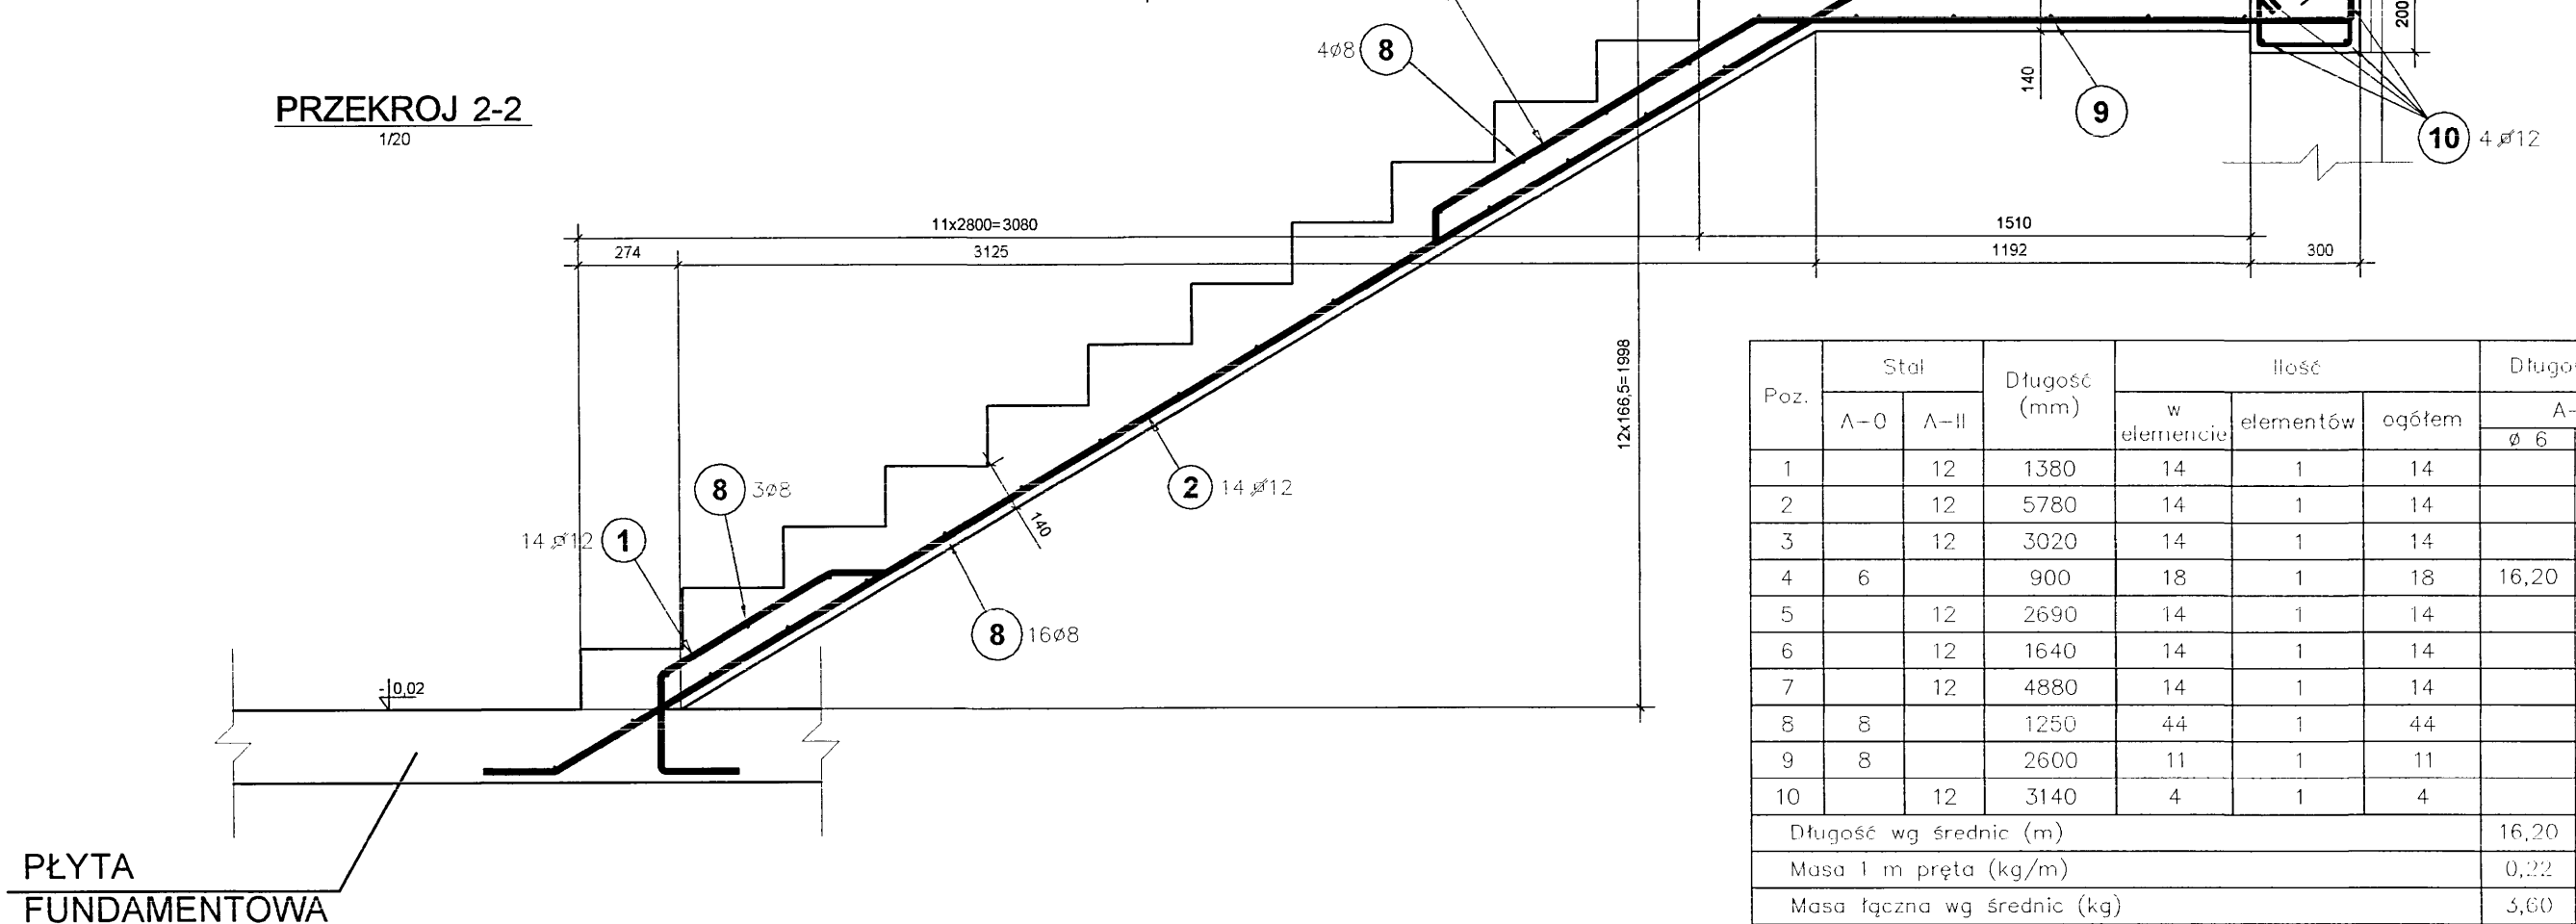 PRZEKROJ 2-2
1/20
4ø8 8
140
9
200
10 4ø12
11x2800=3080
274
3125
1510
1192
300
12x166,5=1998
8 3ø8
14ø12 1
140
2 14ø12
8 16ø8
-0,02
PŁYTA
FUNDAMENTOWA
Poz. Stal Długość (mm) Ilość
A-0 A-II w elemencie elementów ogółem
ø 6
1 12 1380 14 1 14
2 12 5780 14 1 14
3 12 3020 14 1 14
4 6 900 18 1 18 16,20
5 12 2690 14 1 14
6 12 1640 14 1 14
7 12 4880 14 1 14
8 8 1250 44 1 44
9 8 2600 11 1 11
10 12 3140 4 1 4
Długość wg średnic (m) 16,20
Masa 1 m pręta (kg/m) 0,22
Masa łączna wg średnic (kg) 3,60